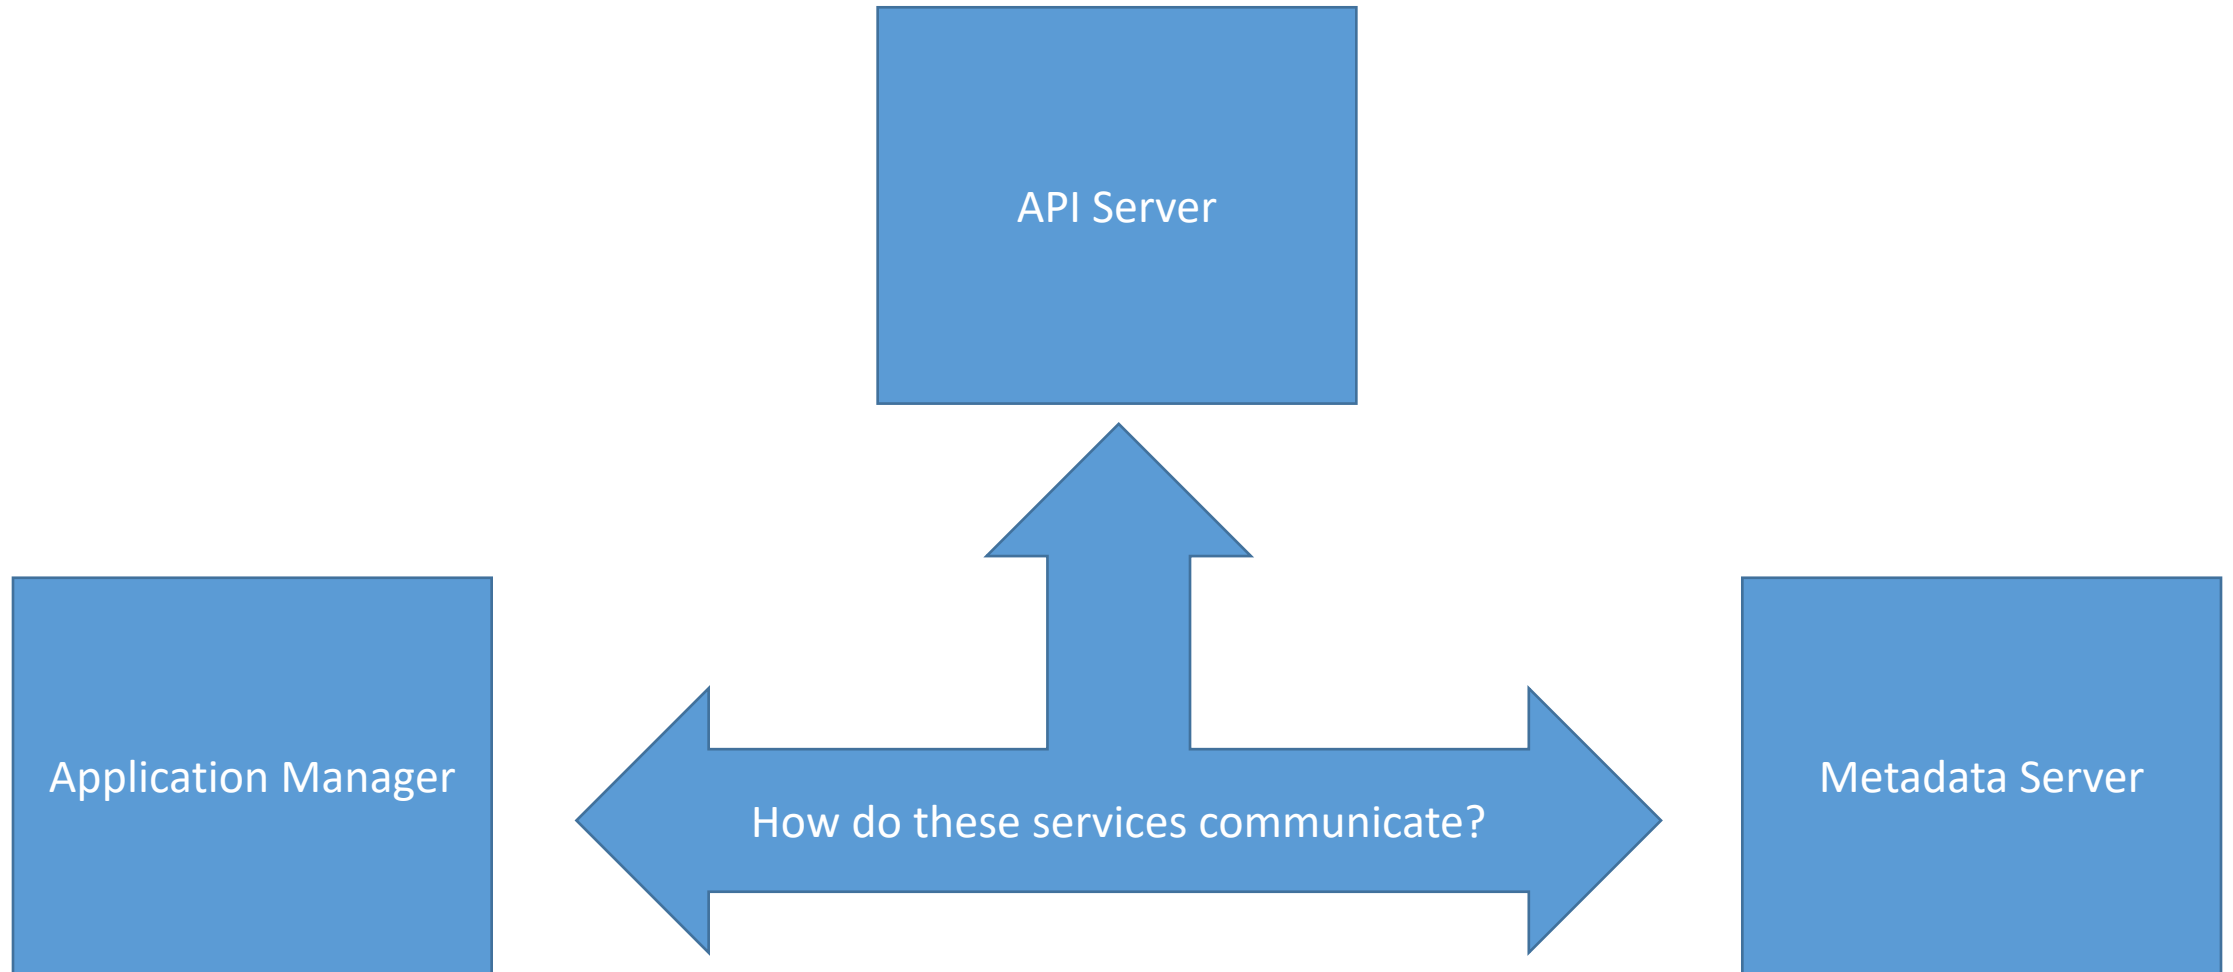 API Server
Application Manager
Metadata Server
How do these services communicate?